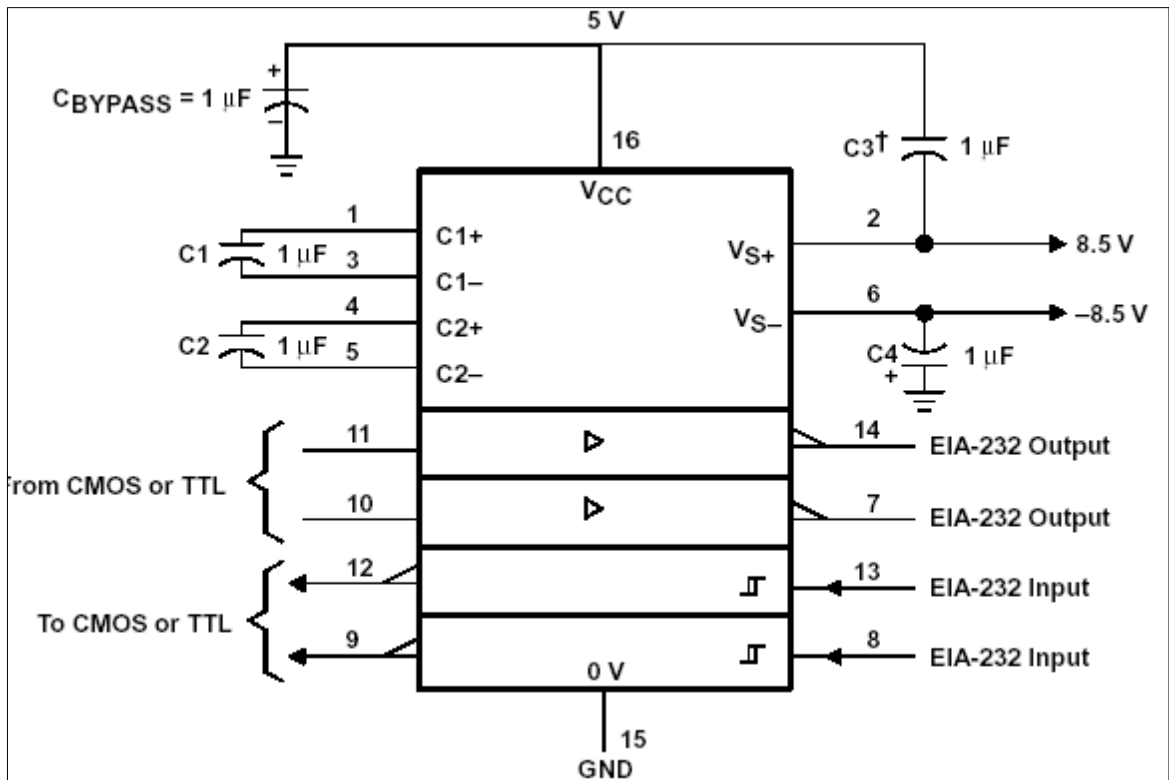 5 V
CBYPASS = 1 µF
+
–
16
C3† 1 µF
VCC
1
C1+
C1 1 µF
3
C1–
2
VS+
8.5 V
4
C2+
C2 1 µF
5
C2–
6
VS–
–8.5 V
C4 1 µF
+
11
14
EIA-232 Output
From CMOS or TTL
10
7
EIA-232 Output
12
13
EIA-232 Input
To CMOS or TTL
9
8
EIA-232 Input
0 V
15
GND